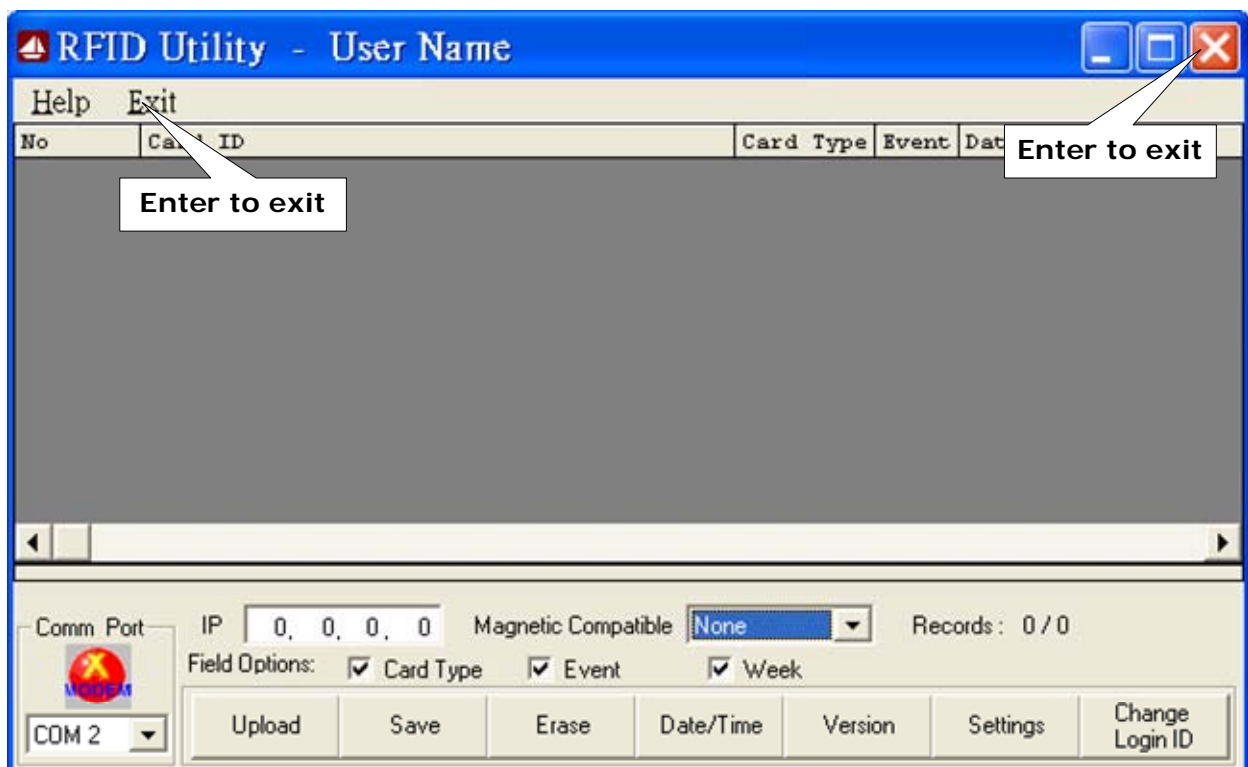 RFID Utility - User Name
Help Exit
No Card ID Card Type Event Dat
Enter to exit
Enter to exit
Comm Port
MODEM
COM 2
IP 0, 0, 0, 0 Magnetic Compatible None Records : 0 / 0
Field Options: Card Type Event Week
Upload Save Erase Date/Time Version Settings Change Login ID